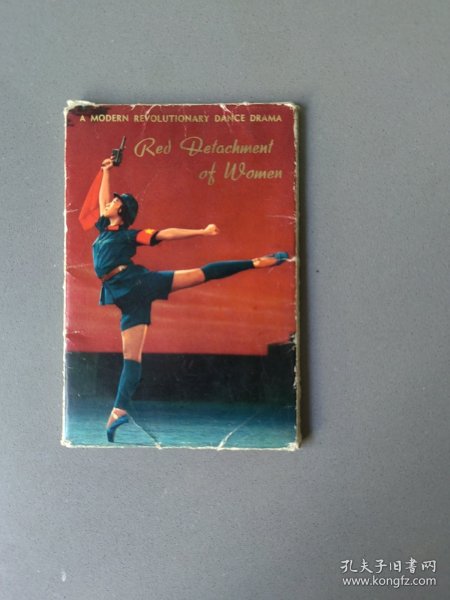 A MODERN REVOLUTIONARY DANCE DRAMA
Red Detachment
of Women
孔夫子旧书网
www.kongfz.com